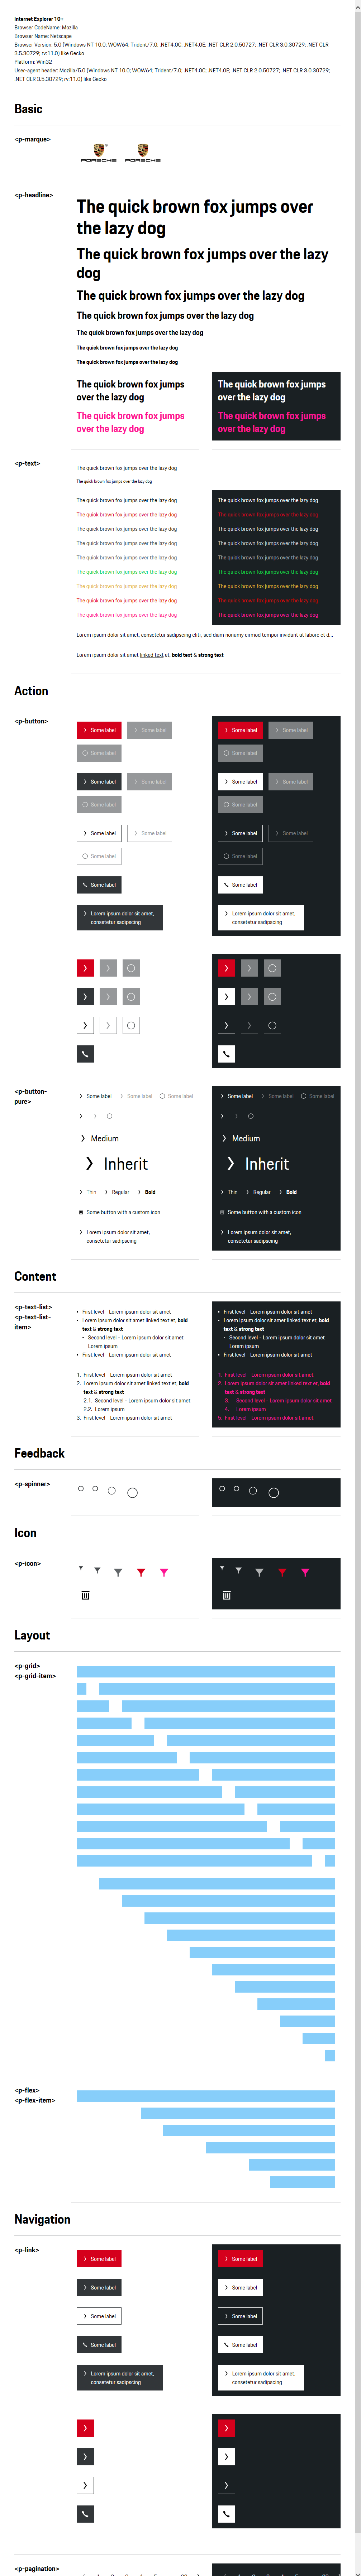 Internet Explorer 10+
Browser CodeName: Mozilla
Browser Name: Netscape
Browser Version: 5.0 (Windows NT 10.0; WOW64; Trident/7.0; .NET4.0C; .NET4.0E; .NET CLR 2.0.50727; .NET CLR 3.0.30729; .NET CLR
3.5.30729; rv:11.0) like Gecko
Platform: Win32
User-agent header: Mozilla/5.0 (Windows NT 10.0; WOW64; Trident/7.0; .NET4.0C; .NET4.0E; .NET CLR 2.0.50727; .NET CLR 3.0.30729;
.NET CLR 3.5.30729; rv:11.0) like Gecko
Basic
<p-marque>
PORSCHE PORSCHE
<p-headline>
The quick brown fox jumps over
the lazy dog
The quick brown fox jumps over the lazy
dog
The quick brown fox jumps over the lazy dog
The quick brown fox jumps over the lazy dog
The quick brown fox jumps over the lazy dog
The quick brown fox jumps over the lazy dog
The quick brown fox jumps over the lazy dog
The quick brown fox jumps
over the lazy dog
The quick brown fox jumps
over the lazy dog
The quick brown fox jumps
over the lazy dog
The quick brown fox jumps
over the lazy dog
<p-text>
The quick brown fox jumps over the lazy dog
The quick brown fox jumps over the lazy dog
The quick brown fox jumps over the lazy dog The quick brown fox jumps over the lazy dog
The quick brown fox jumps over the lazy dog The quick brown fox jumps over the lazy dog
The quick brown fox jumps over the lazy dog The quick brown fox jumps over the lazy dog
The quick brown fox jumps over the lazy dog The quick brown fox jumps over the lazy dog
The quick brown fox jumps over the lazy dog The quick brown fox jumps over the lazy dog
The quick brown fox jumps over the lazy dog The quick brown fox jumps over the lazy dog
The quick brown fox jumps over the lazy dog The quick brown fox jumps over the lazy dog
The quick brown fox jumps over the lazy dog The quick brown fox jumps over the lazy dog
The quick brown fox jumps over the lazy dog The quick brown fox jumps over the lazy dog
Lorem ipsum dolor sit amet, consetetur sadipscing elitr, sed diam nonumy eirmod tempor invidunt ut labore et d...
Lorem ipsum dolor sit amet linked text et, bold text & strong text
Action
<p-button>
Some label Some label Some label Some label
Some label Some label
Some label Some label Some label Some label
Some label Some label
Some label Some label Some label Some label
Some label Some label
Some label Some label
Lorem ipsum dolor sit amet,
consetetur sadipscing
Lorem ipsum dolor sit amet,
consetetur sadipscing
<p-button-
pure>
Some label Some label Some label Some label Some label Some label
Medium Medium
Inherit Inherit
Thin Regular Bold Thin Regular Bold
Some button with a custom icon Some button with a custom icon
Lorem ipsum dolor sit amet,
consetetur sadipscing
Lorem ipsum dolor sit amet,
consetetur sadipscing
Content
<p-text-list>
<p-text-list-
item>
• First level - Lorem ipsum dolor sit amet
• Lorem ipsum dolor sit amet linked text et, bold
text & strong text
- Second level - Lorem ipsum dolor sit amet
- Lorem ipsum
• First level - Lorem ipsum dolor sit amet
1. First level - Lorem ipsum dolor sit amet
2. Lorem ipsum dolor sit amet linked text et, bold
text & strong text
2.1. Second level - Lorem ipsum dolor sit amet
2.2. Lorem ipsum
3. First level - Lorem ipsum dolor sit amet
• First level - Lorem ipsum dolor sit amet
• Lorem ipsum dolor sit amet linked text et, bold
text & strong text
- Second level - Lorem ipsum dolor sit amet
- Lorem ipsum
• First level - Lorem ipsum dolor sit amet
1. First level - Lorem ipsum dolor sit amet
2. Lorem ipsum dolor sit amet linked text et, bold
text & strong text
3. Second level - Lorem ipsum dolor sit amet
4. Lorem ipsum
5. First level - Lorem ipsum dolor sit amet
Feedback
<p-spinner>
Icon
<p-icon>
Layout
<p-grid>
<p-grid-item>
<p-flex>
<p-flex-item>
Navigation
<p-link>
Some label Some label
Some label Some label
Some label Some label
Some label Some label
Lorem ipsum dolor sit amet,
consetetur sadipscing
Lorem ipsum dolor sit amet,
consetetur sadipscing
<p-pagination>